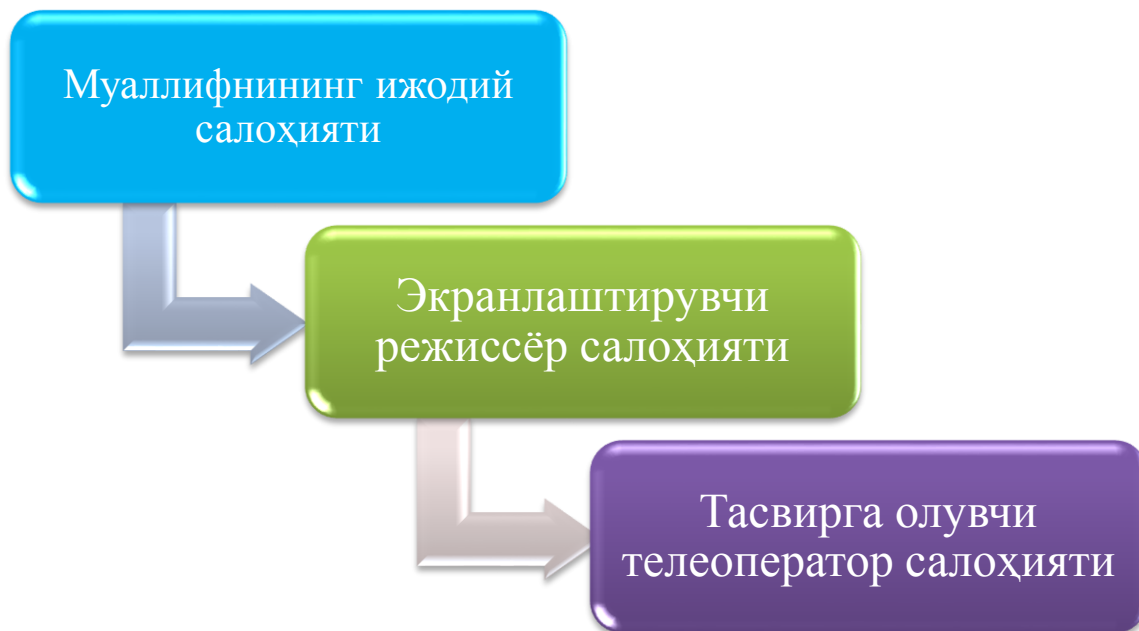 Муаллифнининг ижодий
салоҳияти
Экранлаштирувчи
режиссёр салоҳияти
Тасвирга олувчи
телеоператор салоҳияти